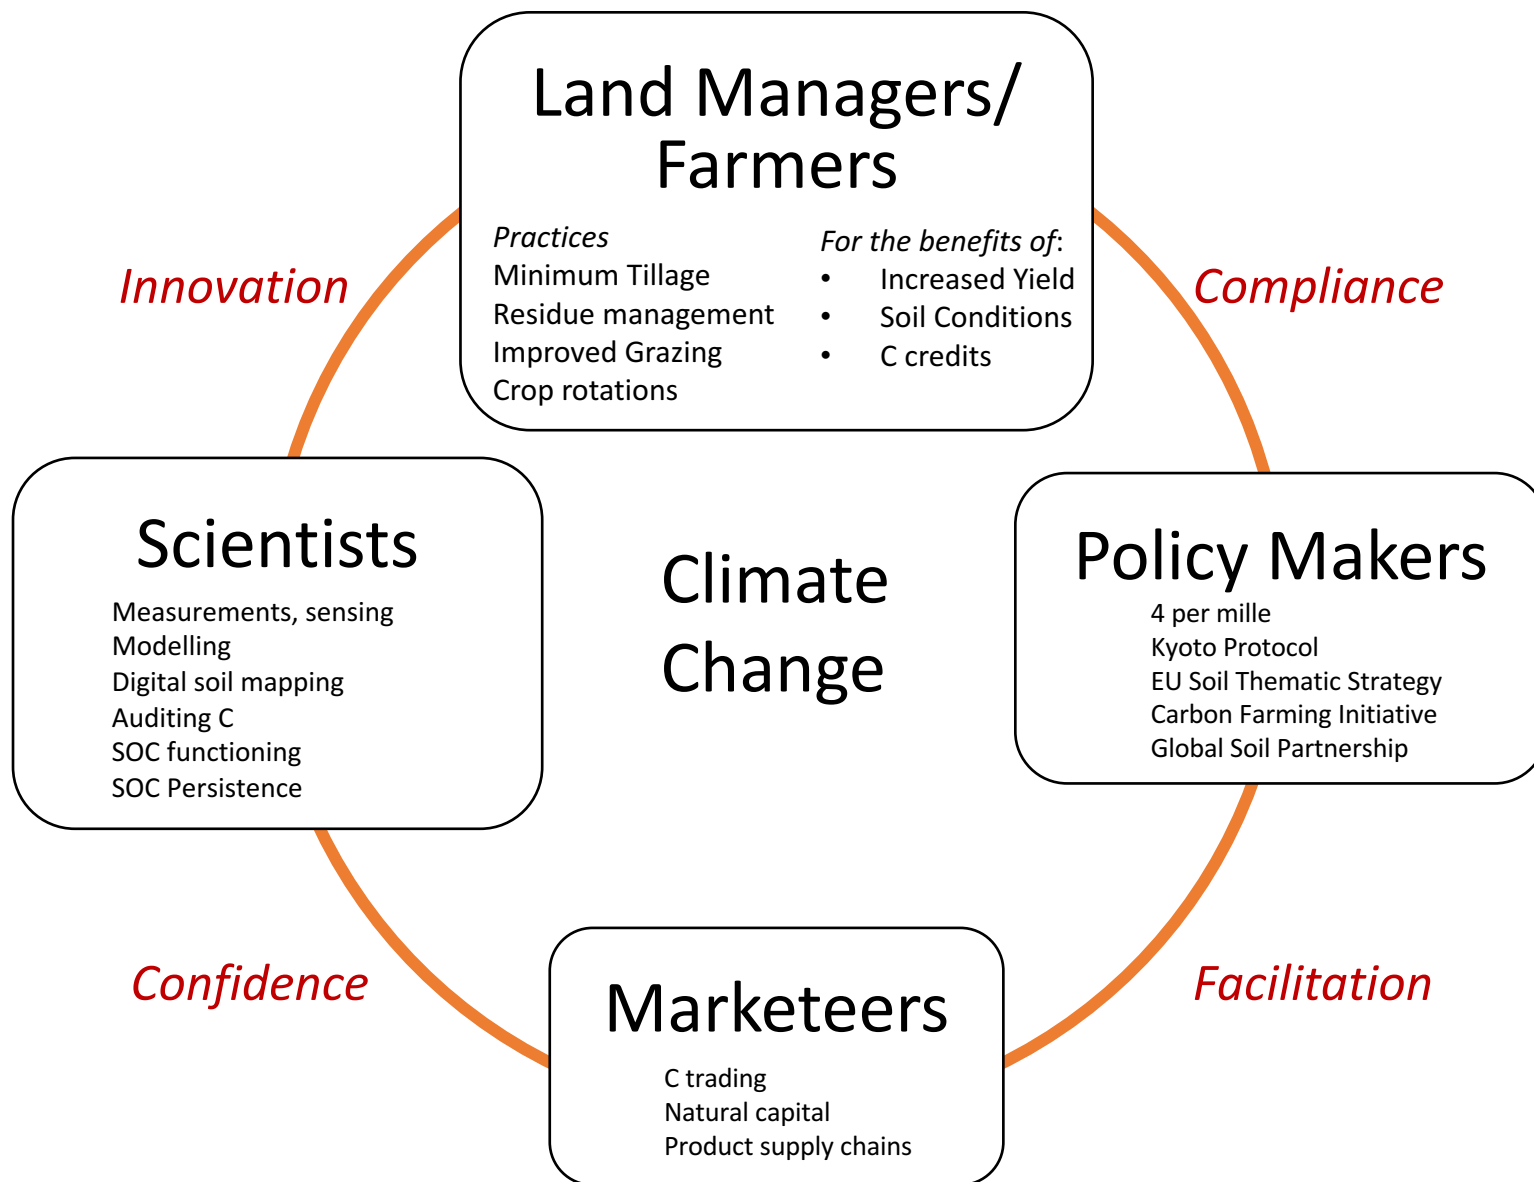 Land Managers/
Farmers
Practices
Minimum Tillage
Residue management
Improved Grazing
Crop rotations
For the benefits of:
• Increased Yield
• Soil Conditions
• C credits
Innovation
Compliance
Scientists
Measurements, sensing
Modelling
Digital soil mapping
Auditing C
SOC functioning
SOC Persistence
Climate
Change
Policy Makers
4 per mille
Kyoto Protocol
EU Soil Thematic Strategy
Carbon Farming Initiative
Global Soil Partnership
Confidence
Facilitation
Marketeers
C trading
Natural capital
Product supply chains